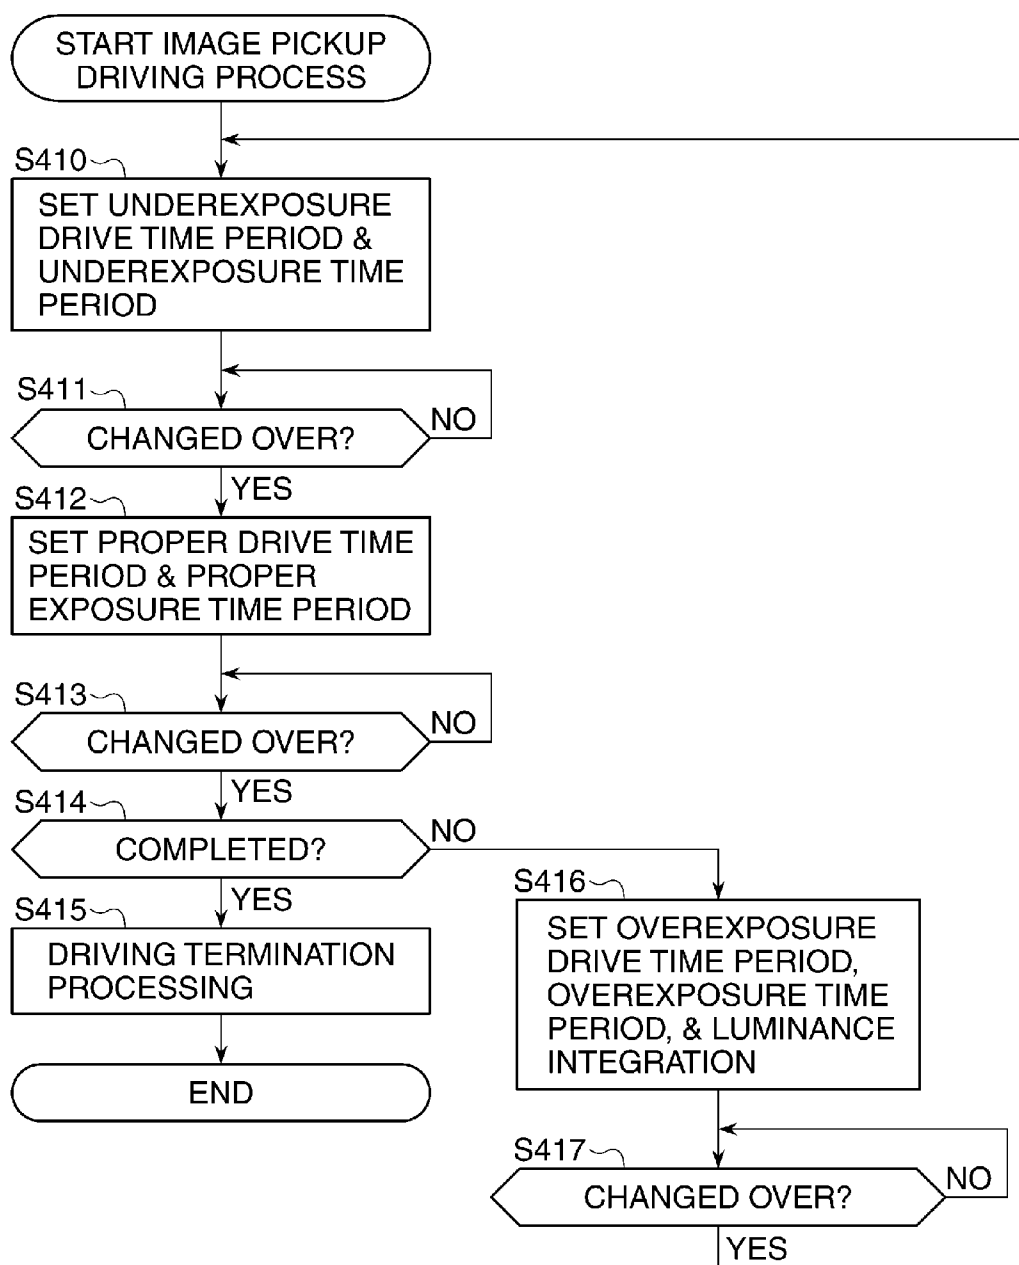 START IMAGE PICKUP
DRIVING PROCESS
S410
SET UNDEREXPOSURE
DRIVE TIME PERIOD &
UNDEREXPOSURE TIME
PERIOD
S411
CHANGED OVER?
NO
YES
S412
SET PROPER DRIVE TIME
PERIOD & PROPER
EXPOSURE TIME PERIOD
S413
CHANGED OVER?
NO
YES
S414
COMPLETED?
NO
YES
S415
DRIVING TERMINATION
PROCESSING
END
S416
SET OVEREXPOSURE
DRIVE TIME PERIOD,
OVEREXPOSURE TIME
PERIOD, & LUMINANCE
INTEGRATION
S417
CHANGED OVER?
NO
YES